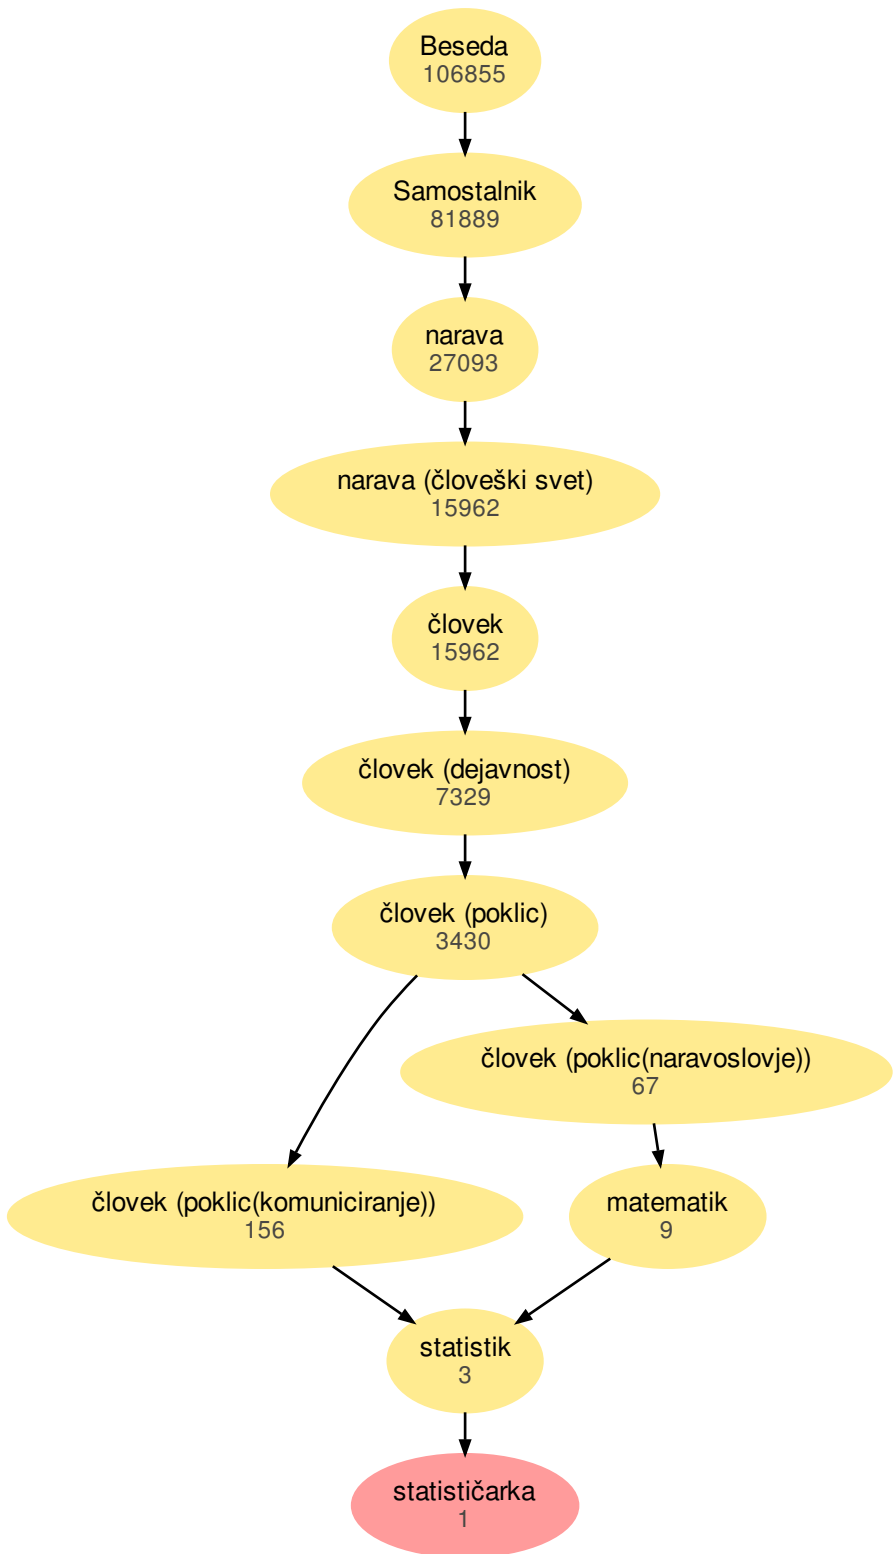 Beseda
106855
Samostalnik
81889
narava
27093
narava (človeški svet)
15962
človek
15962
človek (dejavnost)
7329
človek (poklic)
3430
človek (poklic(naravoslovje))
67
človek (poklic(komuniciranje))
156
matematik
9
statistik
3
statističarka
1